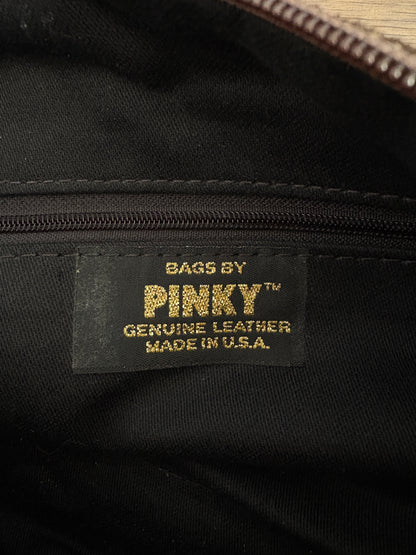 BAGS BY
PINKY™
GENUINE LEATHER
MADE IN U.S.A.